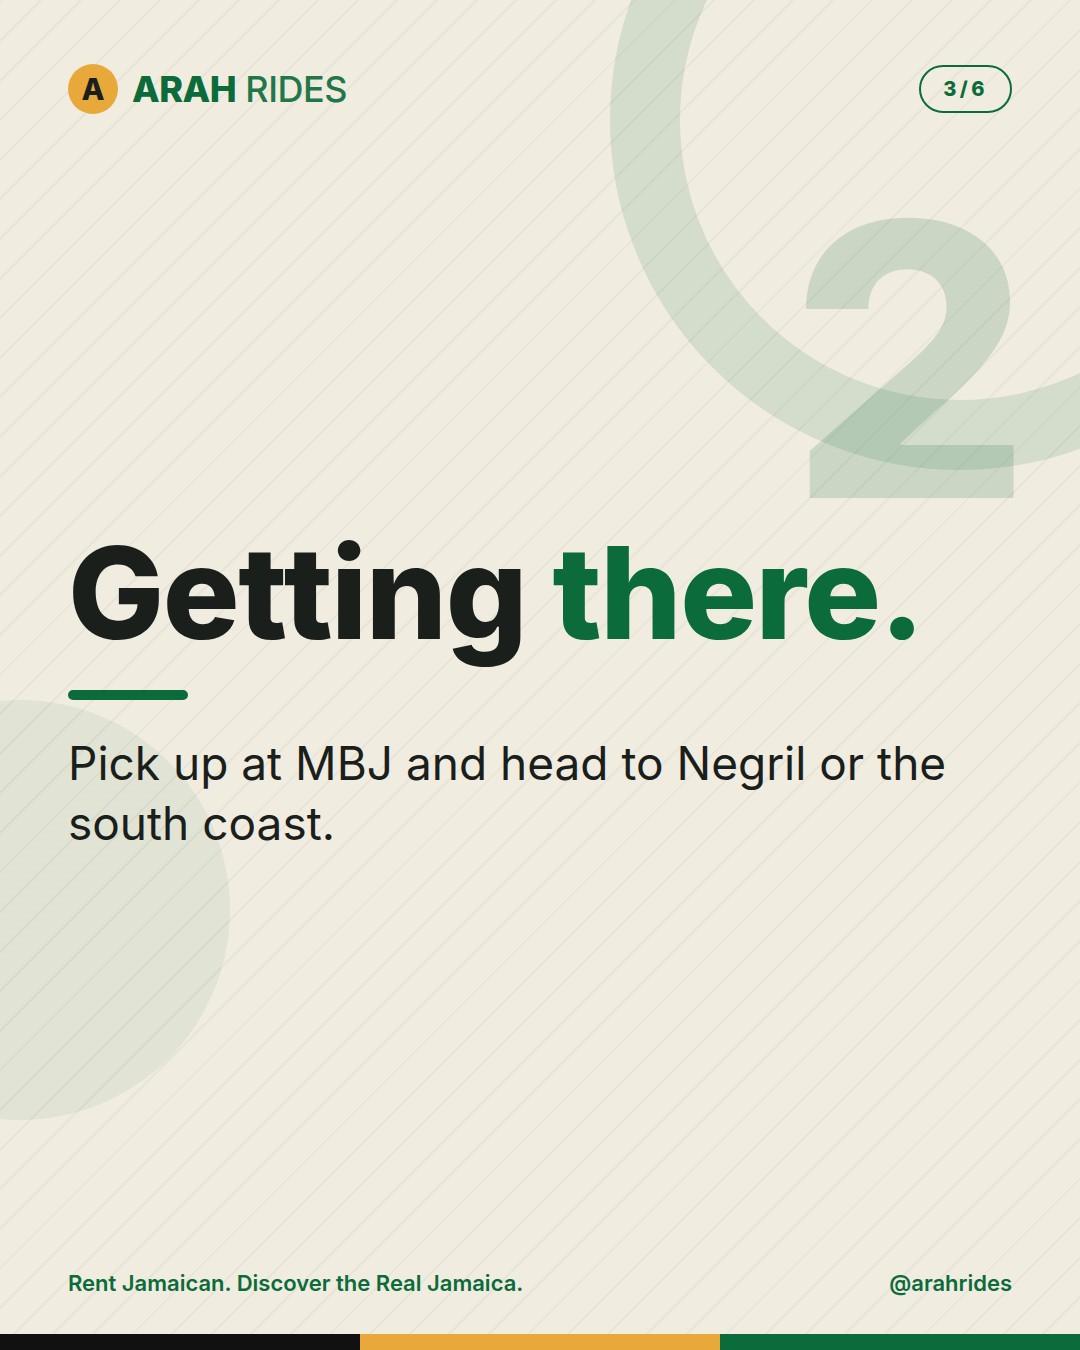 A ARAH RIDES
3/6
2
Getting there.
Pick up at MBJ and head to Negril or the
south coast.
Rent Jamaican. Discover the Real Jamaica.
@arahrides